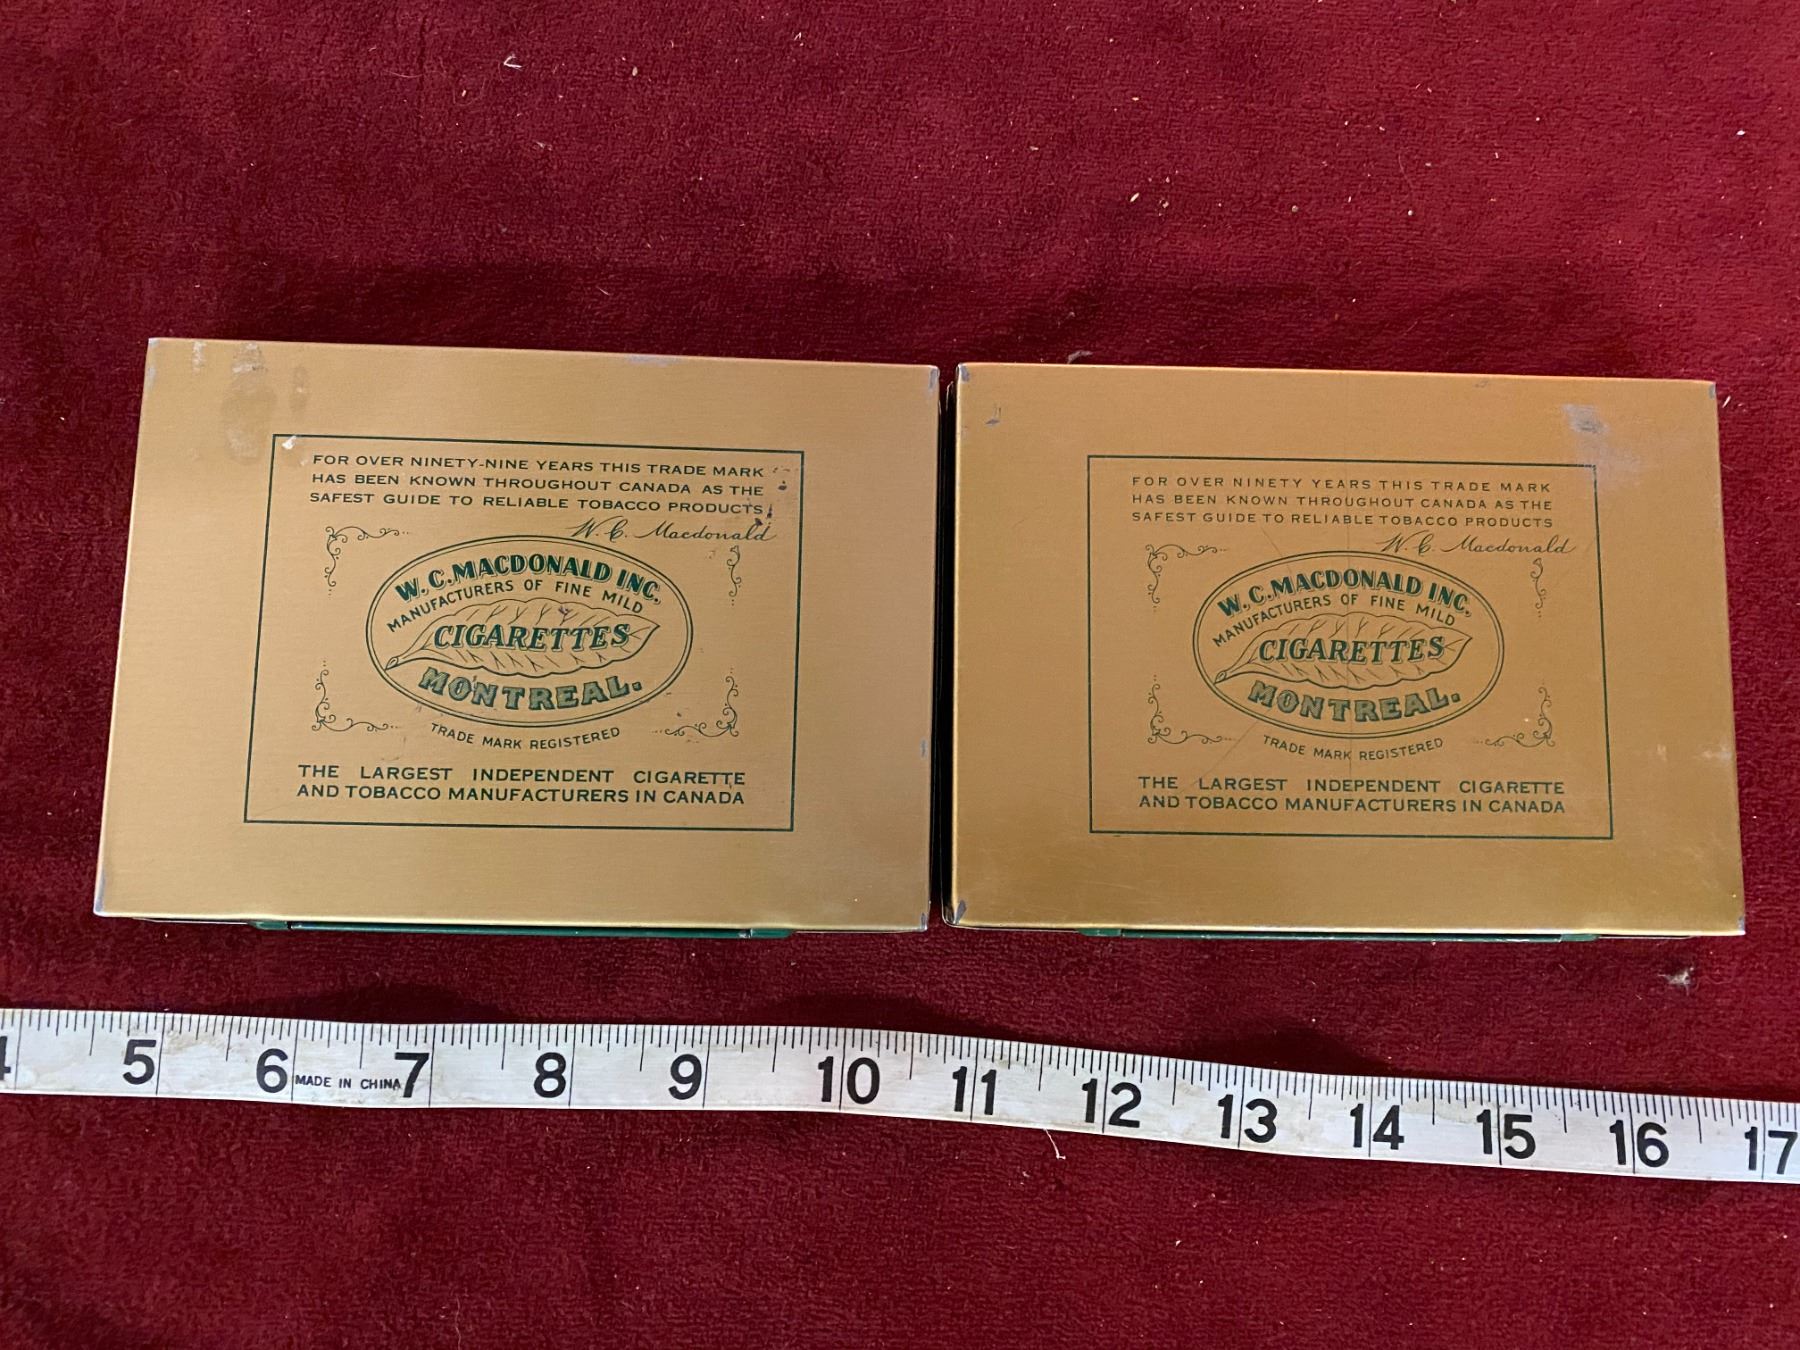 FOR OVER NINETY-NINE YEARS THIS TRADE MARK
HAS BEEN KNOWN THROUGHOUT CANADA AS THE
SAFEST GUIDE TO RELIABLE TOBACCO PRODUCTS
W. C. Macdonald
W. C. MACDONALD INC.
MANUFACTURERS OF FINE MILD
CIGARETTES
MONTREAL.
TRADE MARK REGISTERED
THE LARGEST INDEPENDENT CIGARETTE
AND TOBACCO MANUFACTURERS IN CANADA
FOR OVER NINETY YEARS THIS TRADE MARK
HAS BEEN KNOWN THROUGHOUT CANADA AS THE
SAFEST GUIDE TO RELIABLE TOBACCO PRODUCTS
W. C. Macdonald
W. C. MACDONALD INC.
MANUFACTURERS OF FINE MILD
CIGARETTES
MONTREAL.
TRADE MARK REGISTERED
THE LARGEST INDEPENDENT CIGARETTE
AND TOBACCO MANUFACTURERS IN CANADA
4 5 6 MADE IN CHINA 7 8 9 10 11 12 13 14 15 16 17